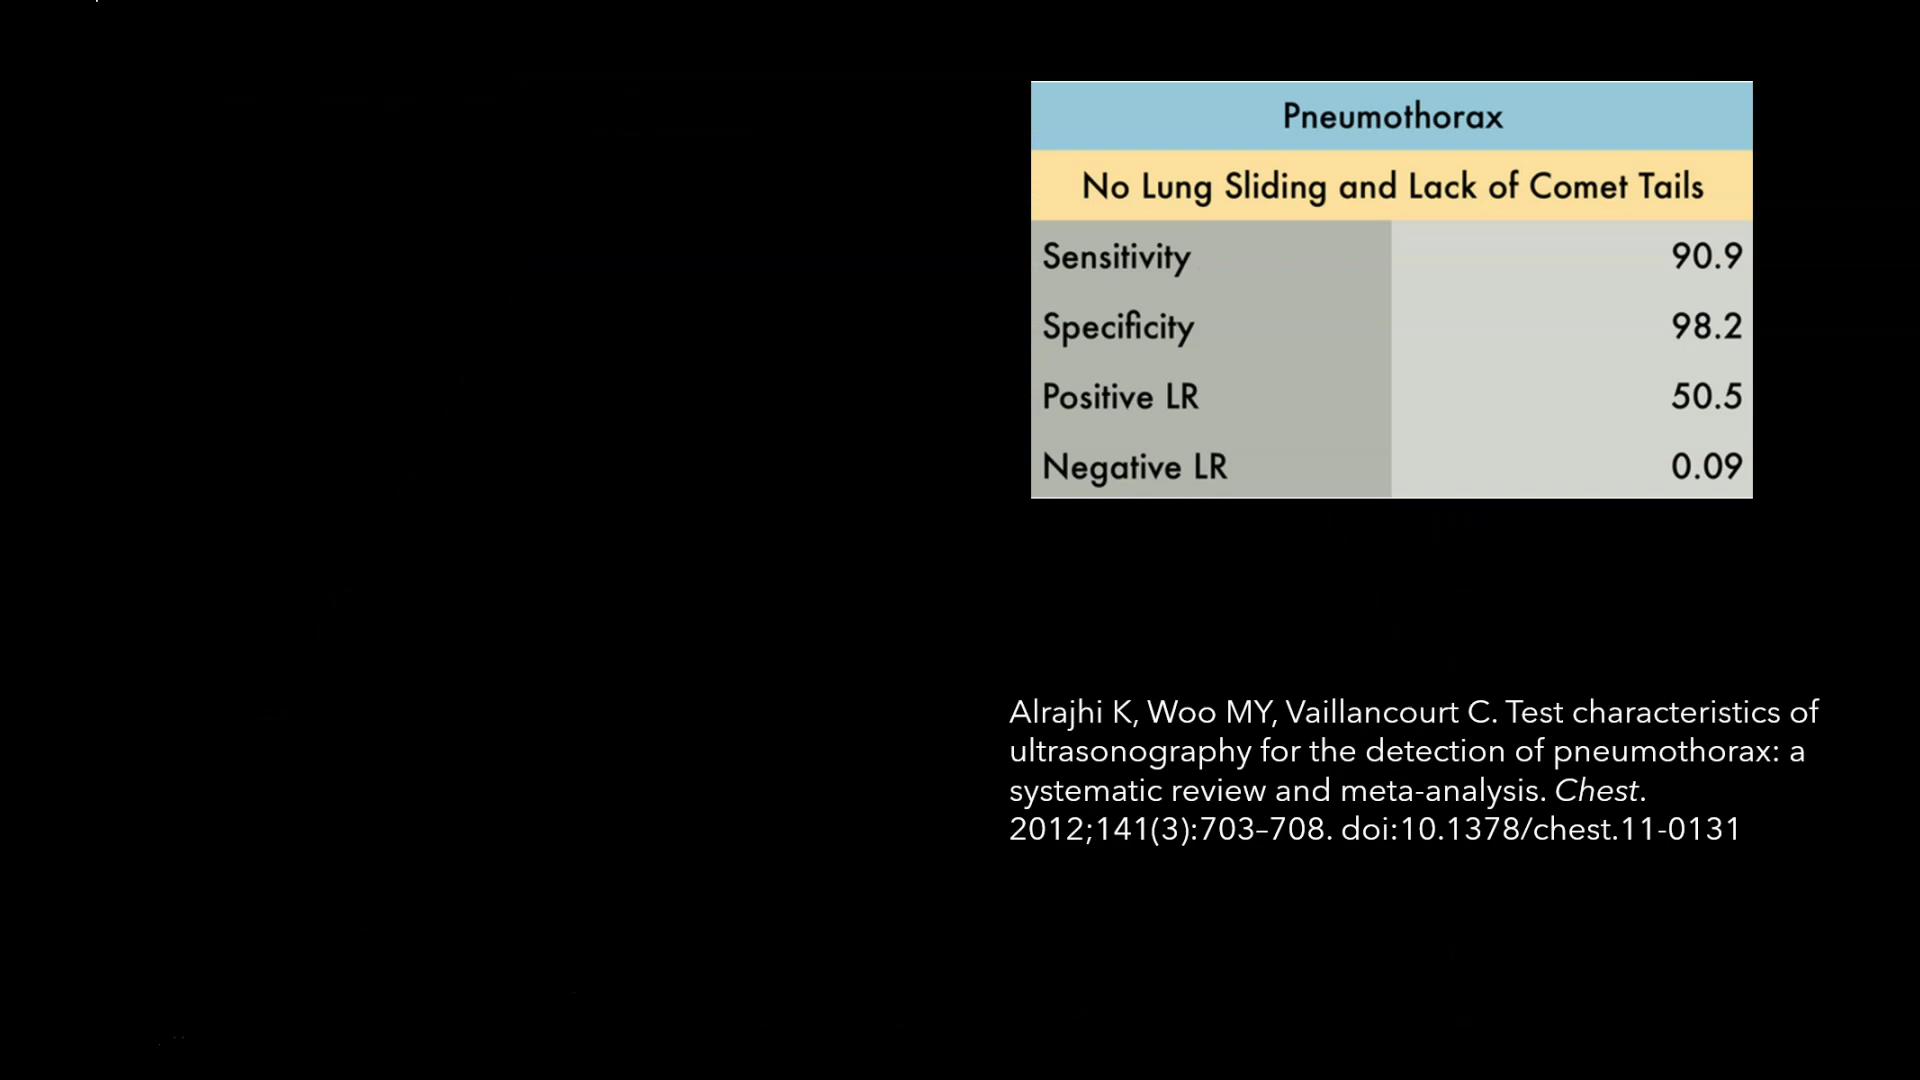 Pneumothorax
No Lung Sliding and Lack of Comet Tails
Sensitivity 90.9
Specificity 98.2
Positive LR 50.5
Negative LR 0.09
Alrajhi K, Woo MY, Vaillancourt C. Test characteristics of
ultrasonography for the detection of pneumothorax: a
systematic review and meta-analysis. Chest.
2012;141(3):703–708. doi:10.1378/chest.11-0131